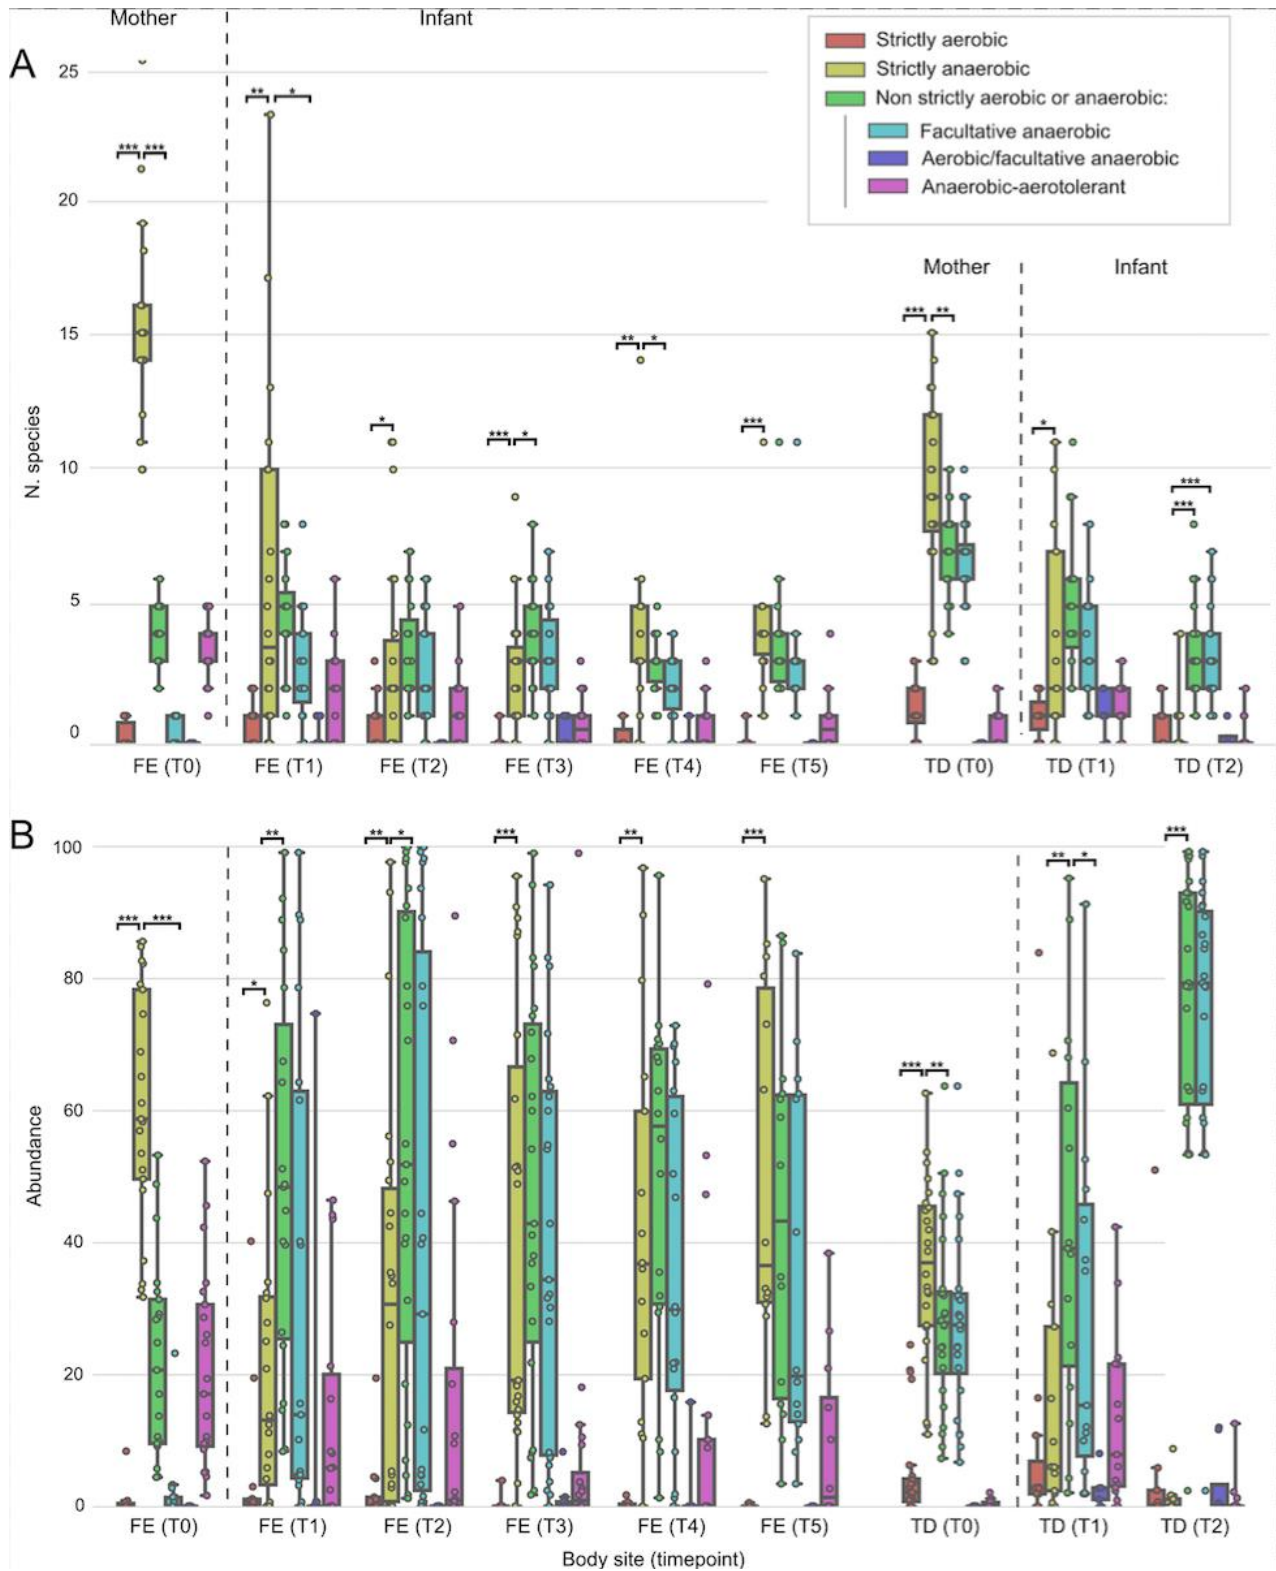 Mother
Infant
A
Strictly aerobic
Strictly anaerobic
Non strictly aerobic or anaerobic:
Facultative anaerobic
Aerobic/facultative anaerobic
Anaerobic-aerotolerant
Mother
Infant
N. species
25
20
15
10
5
0
*** ***
** *
*
*** *
** *
***
*** **
*
***
***
FE (T0) FE (T1) FE (T2) FE (T3) FE (T4) FE (T5) TD (T0) TD (T1) TD (T2)
B
Abundance
100
80
60
40
20
0
*** ***
**
*
** *
***
**
***
*** **
** *
***
FE (T0) FE (T1) FE (T2) FE (T3) FE (T4) FE (T5) TD (T0) TD (T1) TD (T2)
Body site (timepoint)